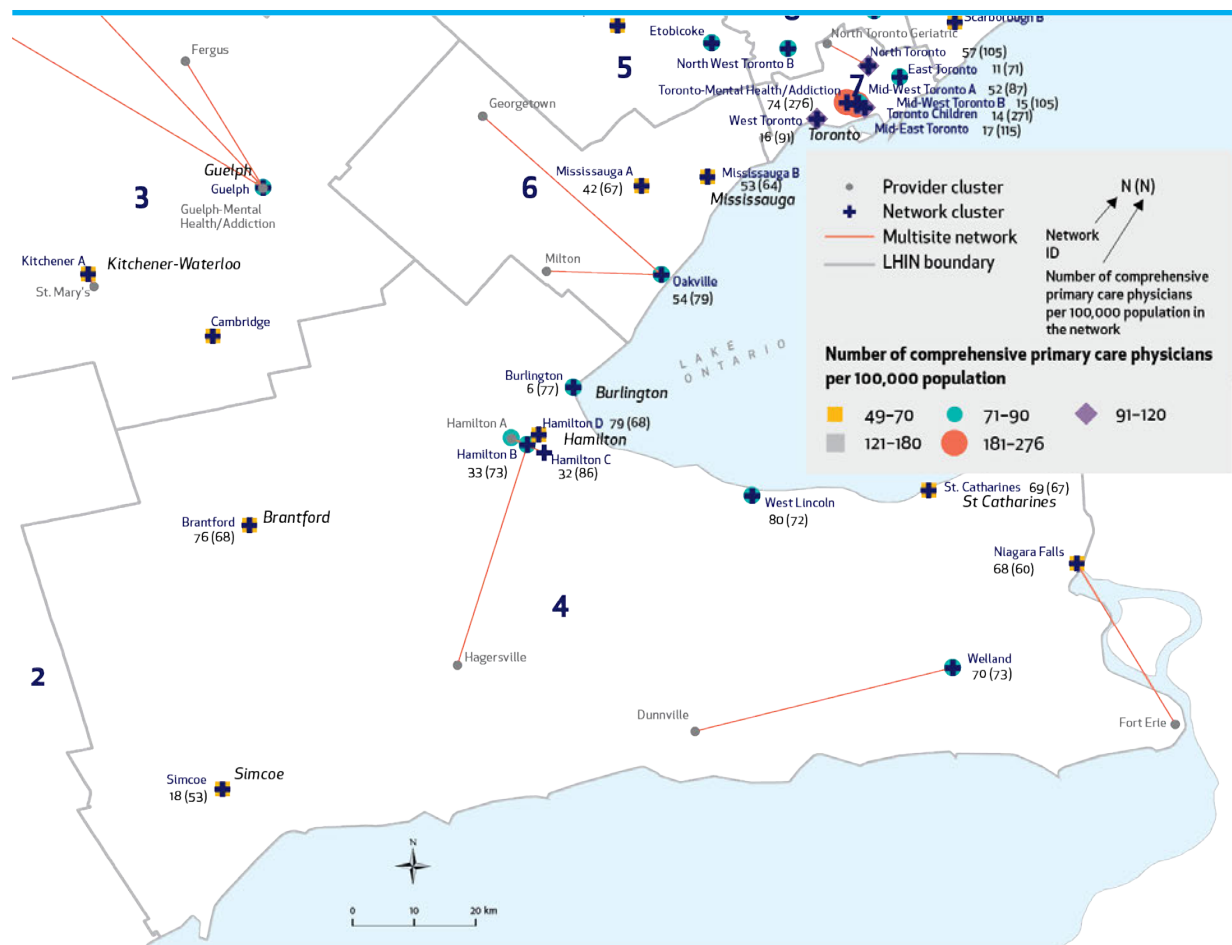 Scarborough B
Etobicoke
North Toronto Geriatric
North Toronto 57 (105)
North West Toronto B
5
East Toronto 11 (71)
7
Fergus
Toronto-Mental Health/Addiction
74 (276)
Mid-West Toronto A 52 (87)
Mid-West Toronto B 15 (105)
Toronto Children 14 (271)
Mid-East Toronto 17 (115)
West Toronto
16 (91)
Toronto
Georgetown
Guelph
Guelph
Guelph-Mental
Health/Addiction
3
6
Mississauga A
42 (67)
Mississauga B
53 (64)
Mississauga
Kitchener A
Kitchener-Waterloo
St. Mary's
Milton
Oakville
54 (79)
Cambridge
LAKE
ONTARIO
Burlington
6 (77)
Burlington
Hamilton A
Hamilton D 79 (68)
Hamilton
Hamilton B
33 (73)
Hamilton C
32 (86)
West Lincoln
80 (72)
St. Catharines 69 (67)
St Catharines
Brantford
76 (68)
Brantford
Niagara Falls
68 (60)
4
2
Hagersville
Welland
70 (73)
Dunnville
Fort Erie
Simcoe
18 (53)
Simcoe
N
0 10 20 km
Provider cluster
Network cluster
Multisite network
LHIN boundary
N (N)
Network
ID
Number of comprehensive
primary care physicians
per 100,000 population in
the network
Number of comprehensive primary care physicians
per 100,000 population
49–70 71–90 91–120
121–180 181–276